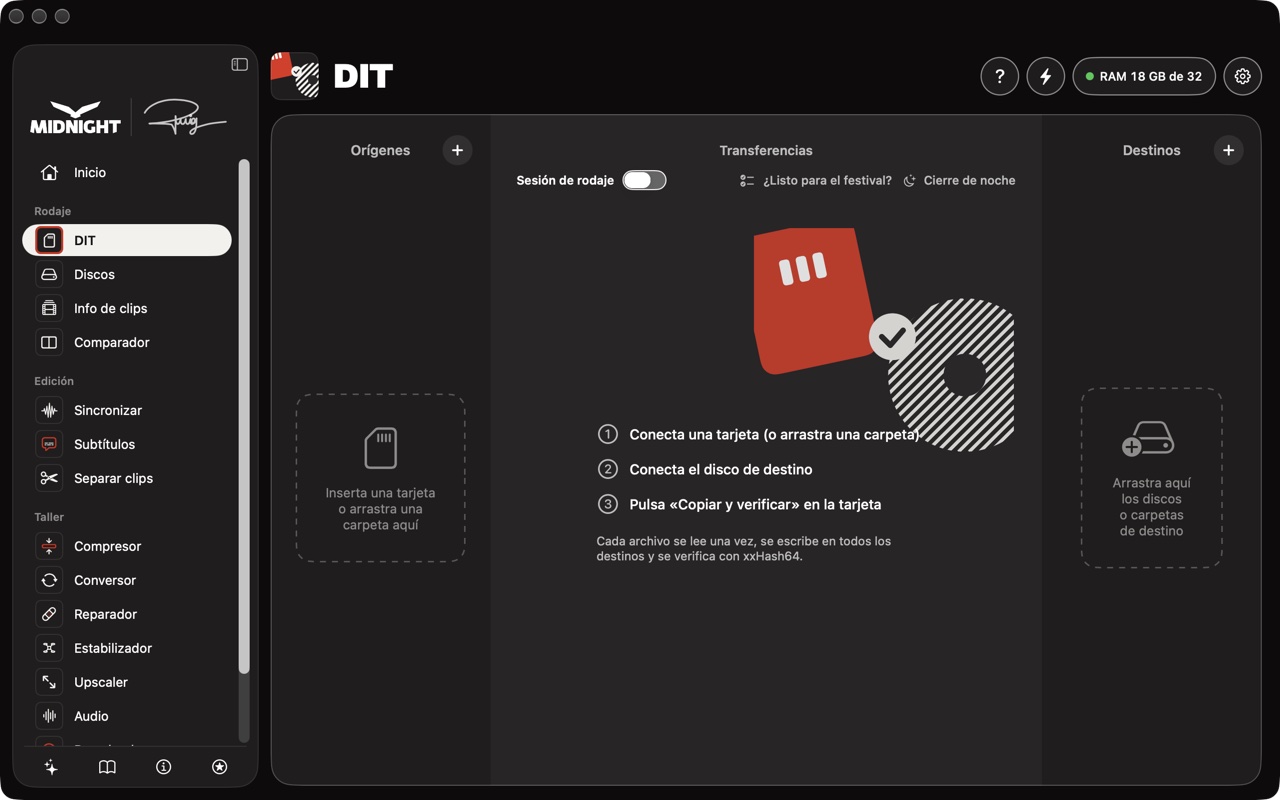 DIT
?
RAM 18 GB de 32
MIDNIGHT
Puig
Inicio
Rodaje
DIT
Discos
Info de clips
Comparador
Edición
Sincronizar
Subtítulos
Separar clips
Taller
Compresor
Conversor
Reparador
Estabilizador
Upscaler
Audio
Orígenes
Inserta una tarjeta
o arrastra una
carpeta aquí
Transferencias
Sesión de rodaje
¿Listo para el festival?
Cierre de noche
1 Conecta una tarjeta (o arrastra una carpeta)
2 Conecta el disco de destino
3 Pulsa «Copiar y verificar» en la tarjeta
Cada archivo se lee una vez, se escribe en todos los
destinos y se verifica con xxHash64.
Destinos
Arrastra aquí
los discos
o carpetas
de destino